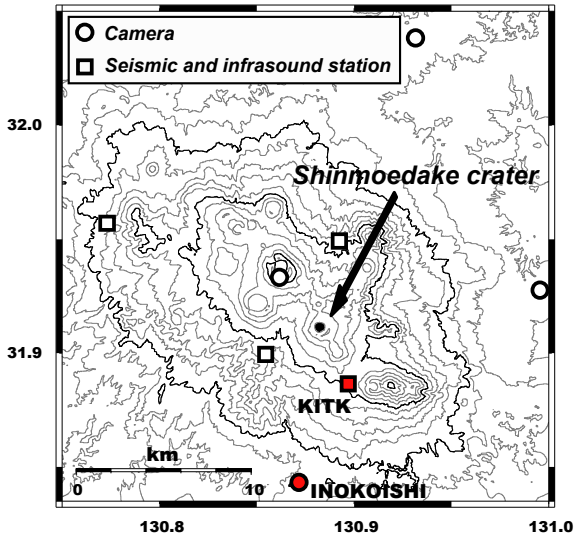 Camera
Seismic and infrasound station
32.0
Shinmoedake crater
31.9
KITK
km
0 10
INOKOISHI
130.8 130.9 131.0